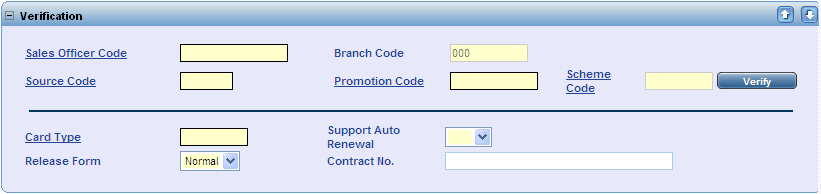 Verification
Sales Officer Code
Branch Code
000
Source Code
Promotion Code
Scheme
Code
Verify
Card Type
Support Auto
Renewal
Release Form
Normal
Contract No.